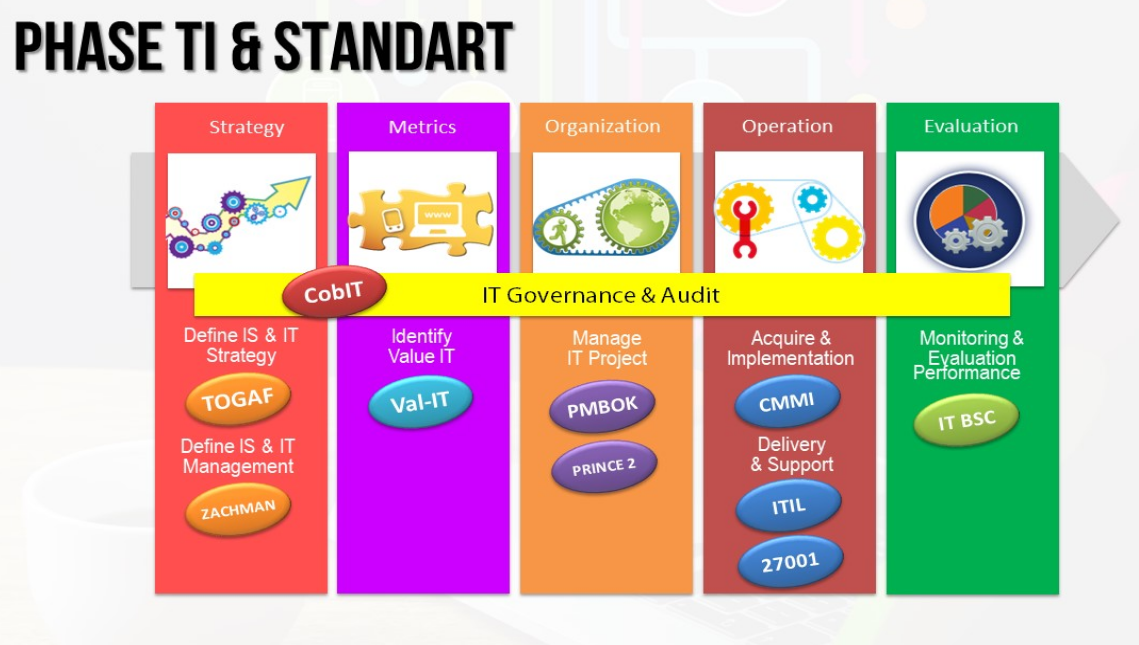 PHASE TI & STANDART
Strategy
Metrics
Organization
Operation
Evaluation
www
CobIT
IT Governance & Audit
Define IS & IT
Strategy
TOGAF
Define IS & IT
Management
ZACHMAN
Identify
Value IT
Val-IT
Manage
IT Project
PMBOK
PRINCE 2
Acquire &
Implementation
CMMI
Delivery
& Support
ITIL
27001
Monitoring &
Evaluation
Performance
IT BSC